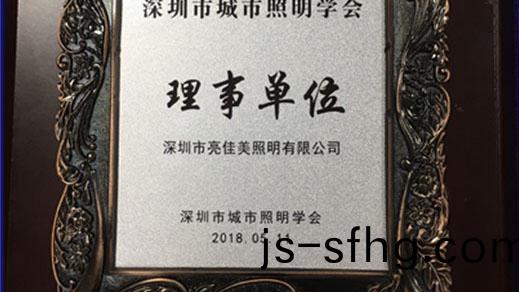 深圳市城市照明学会
理事单位
深圳市亮佳美照明有限公司
深圳市城市照明学会
2018.05.11
js-sfhg.com